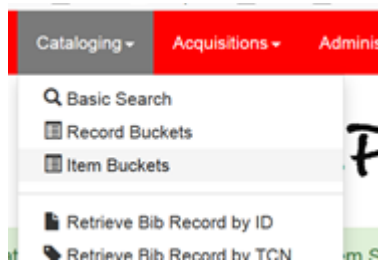 Cataloging Acquisitions
Basic Search
Record Buckets
Item Buckets
Retrieve Bib Record by ID
Retrieve Bib Record by TCN